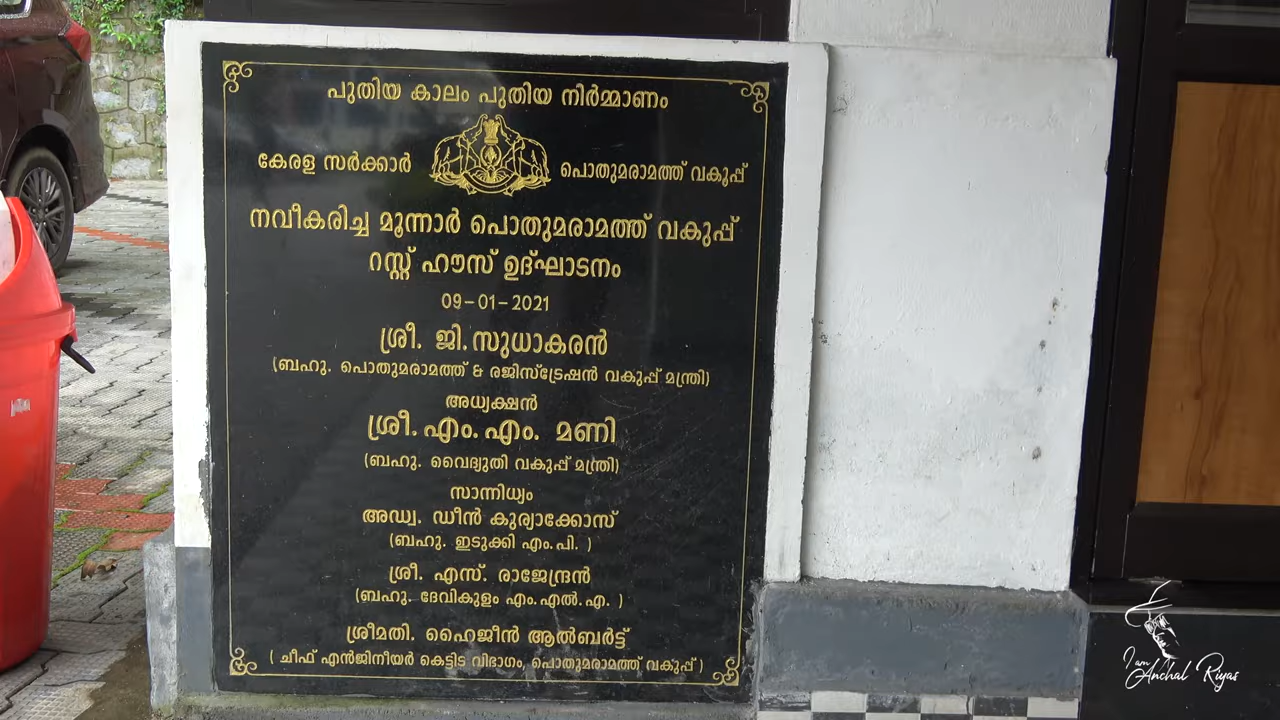 പുതിയ കാലം പുതിയ നിർമ്മാണം
കേരള സർക്കാർ പൊതുമരാമത്ത് വകുപ്പ്
നവീകരിച്ച മൂന്നാർ പൊതുമരാമത്ത് വകുപ്പ്
റസ്റ്റ് ഹൗസ് ഉദ്ഘാടനം
09-01-2021
ശ്രീ. ജി. സുധാകരൻ
(ബഹു. പൊതുമരാമത്ത് & രജിസ്ട്രേഷൻ വകുപ്പ് മന്ത്രി)
അധ്യക്ഷൻ
ശ്രീ. എം. എം. മണി
(ബഹു. വൈദ്യുതി വകുപ്പ് മന്ത്രി)
സാന്നിധ്യം
അഡ്വ. ഡീൻ കുര്യാക്കോസ്
(ബഹു. ഇടുക്കി എം.പി. )
ശ്രീ. എസ്. രാജേന്ദ്രൻ
(ബഹു. ദേവികുളം എം.എൽ.എ. )
ശ്രീമതി. ഹൈജീൻ ആൽബർട്ട്
( ചീഫ് എൻജിനീയർ കെട്ടിട വിഭാഗം, പൊതുമരാമത്ത് വകുപ്പ് )
I am
Anchal Riyas